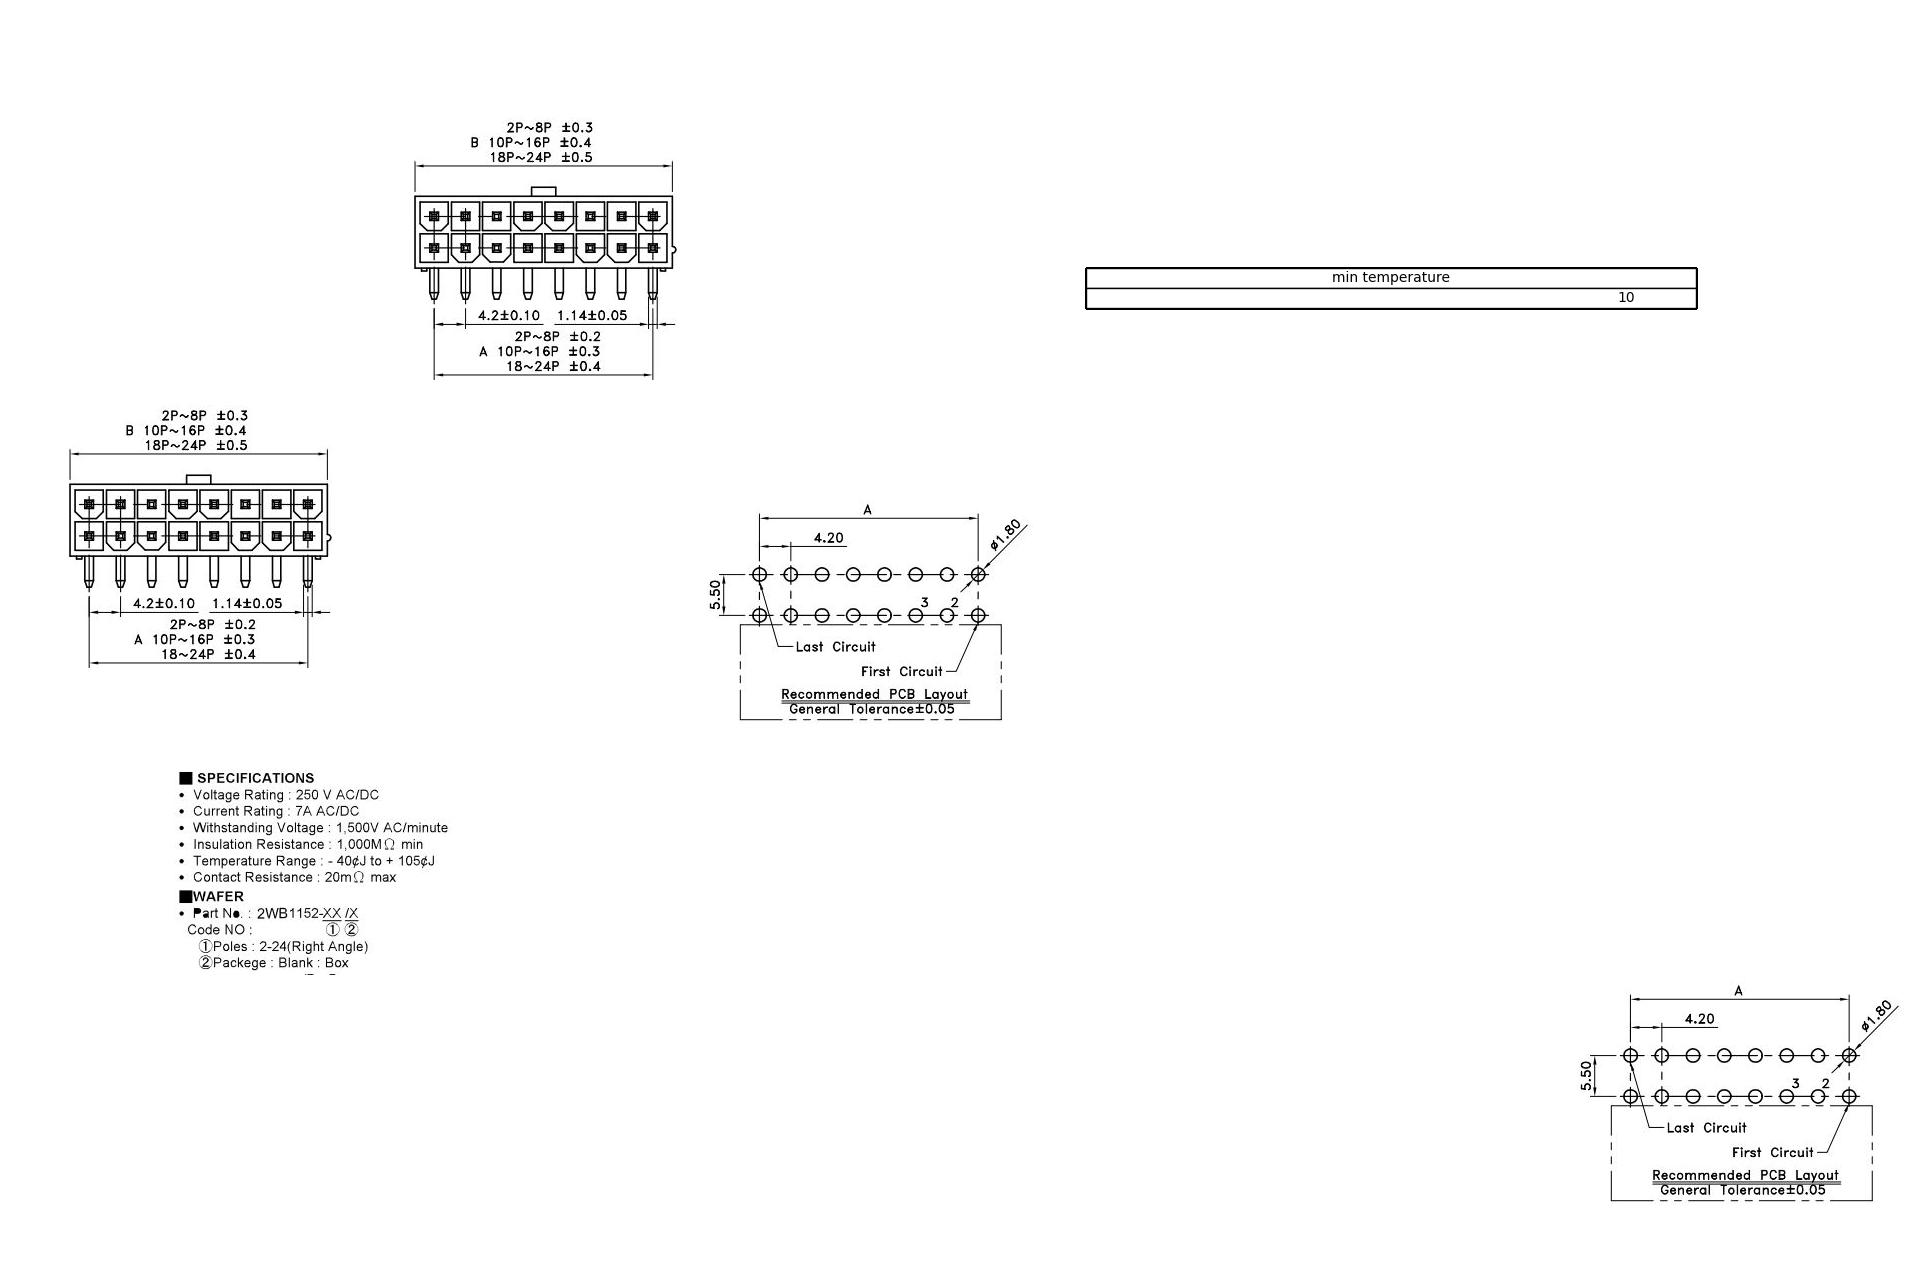 2P~8P ±0.3
B 10P~16P ±0.4
18P~24P ±0.5
4.2±0.10 1.14±0.05
2P~8P ±0.2
A 10P~16P ±0.3
18~24P ±0.4
min temperature
10
2P~8P ±0.3
B 10P~16P ±0.4
18P~24P ±0.5
4.2±0.10 1.14±0.05
2P~8P ±0.2
A 10P~16P ±0.3
18~24P ±0.4
A
4.20
ø1.80
5.50
3 2
Last Circuit
First Circuit
Recommended PCB Layout
General Tolerance±0.05
■ SPECIFICATIONS
• Voltage Rating : 250 V AC/DC
• Current Rating : 7A AC/DC
• Withstanding Voltage : 1,500V AC/minute
• Insulation Resistance : 1,000MΩ min
• Temperature Range : - 40¢J to + 105¢J
• Contact Resistance : 20mΩ max
■WAFER
• Part No. : 2WB1152-XX /X
Code NO : ① ②
①Poles : 2-24(Right Angle)
②Packege : Blank : Box
A
4.20
ø1.80
5.50
3 2
Last Circuit
First Circuit
Recommended PCB Layout
General Tolerance±0.05